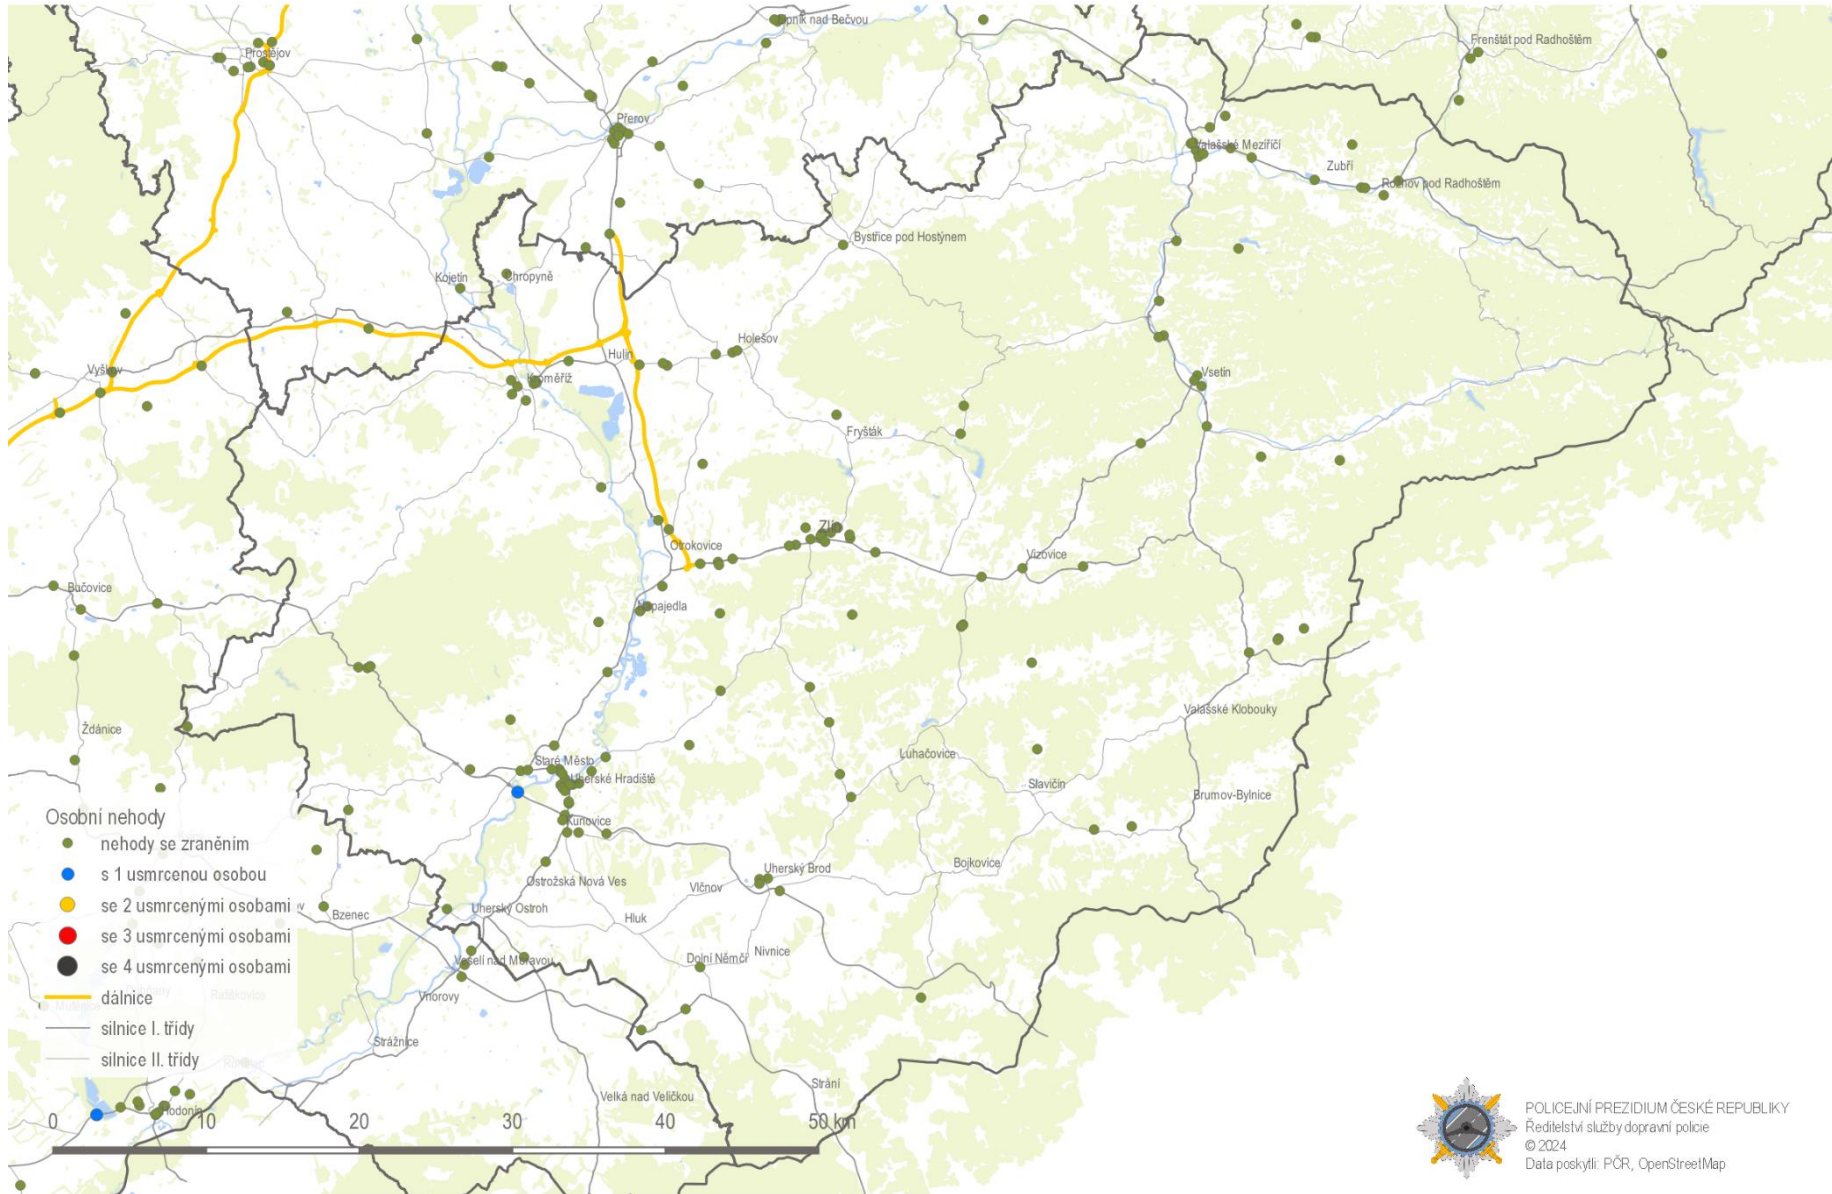 Lipník nad Bečvou
Frenštát pod Radhoštěm
Prostějov
Přerov
Valašské Meziříčí
Zubří
Rožnov pod Radhoštěm
Bystřice pod Hostýnem
Kojetín
Chropyně
Holešov
Hulín
Vyškov
Kroměříž
Vsetín
Fryšták
Zlín
Otrokovice
Vizovice
Bučovice
Napajedla
Valašské Klobouky
Ždánice
Luhačovice
Staré Město
Uherské Hradiště
Slavičín
Brumov-Bylnice
Kunovice
Uherský Brod
Bojkovice
Ostrožská Nová Ves
Vlčnov
Uherský Ostroh
Bzenec
Hluk
Nivnice
Dolní Němčí
Veselí nad Moravou
Vnorovy
Strážnice
Strání
Velká nad Veličkou
Hodonín
Osobní nehody
nehody se zraněním
s 1 usmrcenou osobou
se 2 usmrcenými osobami
se 3 usmrcenými osobami
se 4 usmrcenými osobami
dálnice
silnice I. třídy
silnice II. třídy
0 10 20 30 40 50 km
POLICEJNÍ PREZIDIUM ČESKÉ REPUBLIKY
Ředitelství služby dopravní policie
© 2024
Data poskytli: PČR, OpenStreetMap